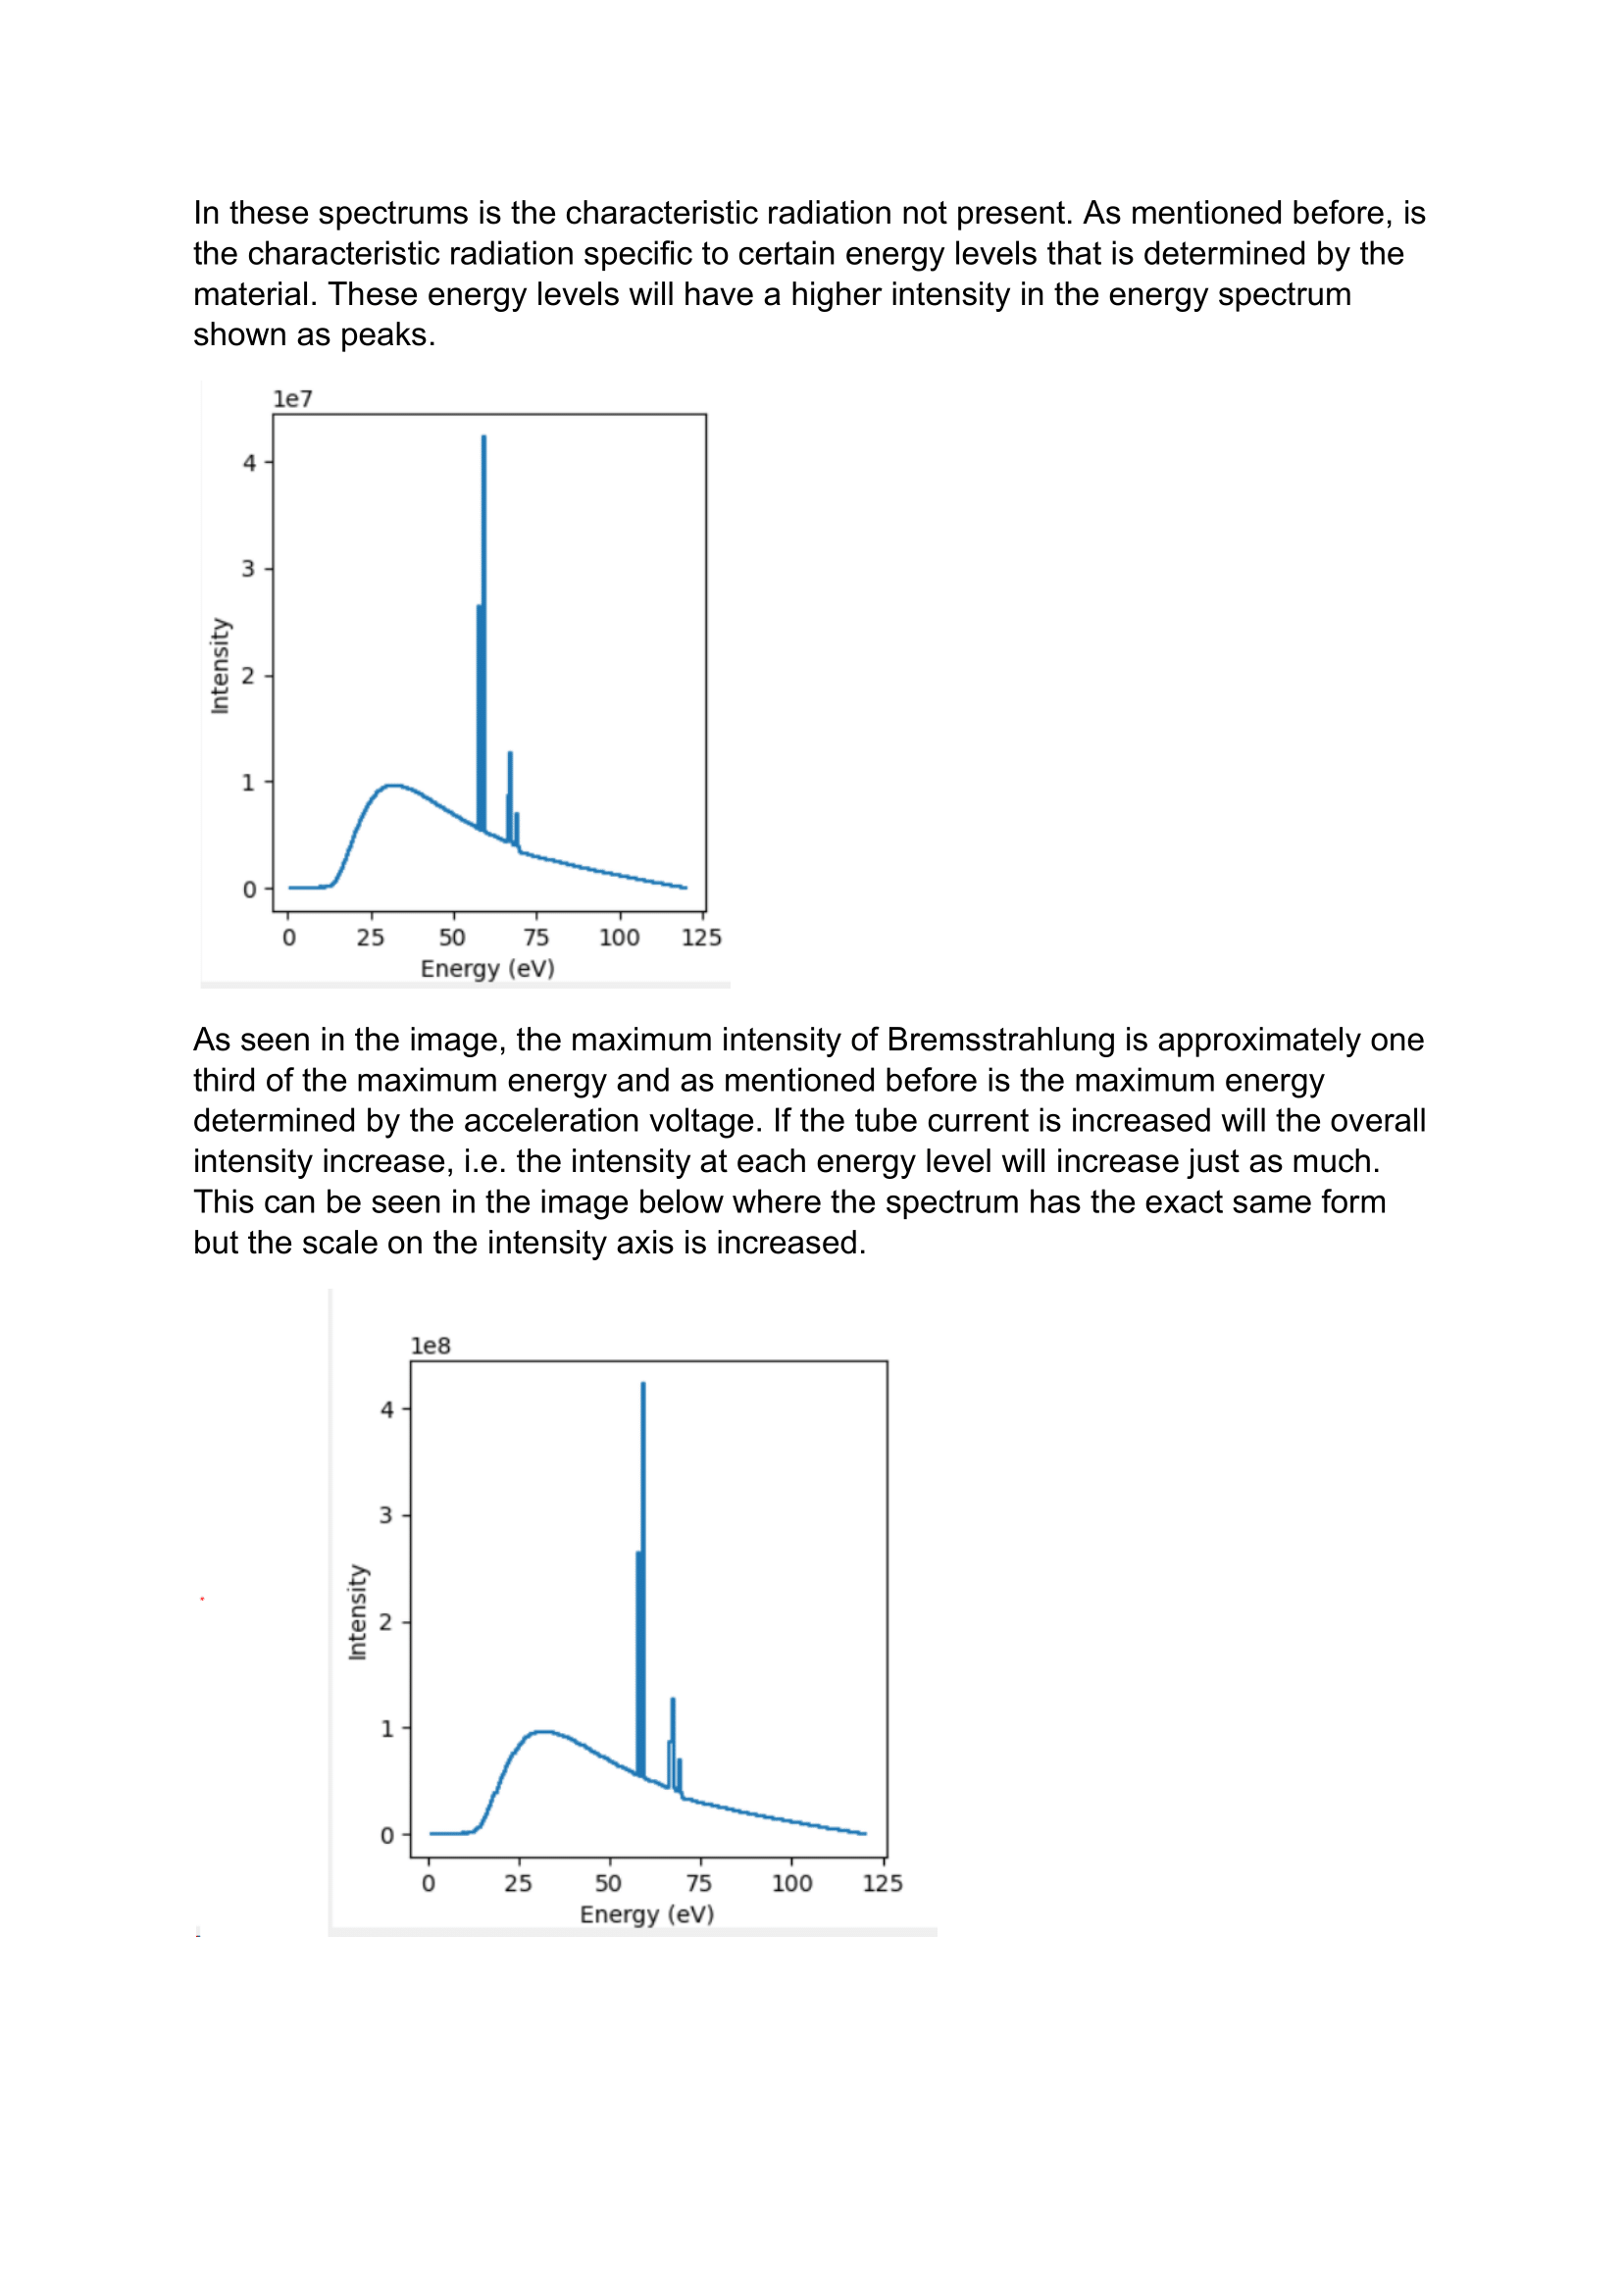 In these spectrums is the characteristic radiation not present. As mentioned before, is
the characteristic radiation specific to certain energy levels that is determined by the
material. These energy levels will have a higher intensity in the energy spectrum
shown as peaks.
1e7
4
3
2
1
0
Intensity
0 25 50 75 100 125
Energy (eV)
As seen in the image, the maximum intensity of Bremsstrahlung is approximately one
third of the maximum energy and as mentioned before is the maximum energy
determined by the acceleration voltage. If the tube current is increased will the overall
intensity increase, i.e. the intensity at each energy level will increase just as much.
This can be seen in the image below where the spectrum has the exact same form
but the scale on the intensity axis is increased.
1e8
4
3
2
1
0
Intensity
0 25 50 75 100 125
Energy (eV)